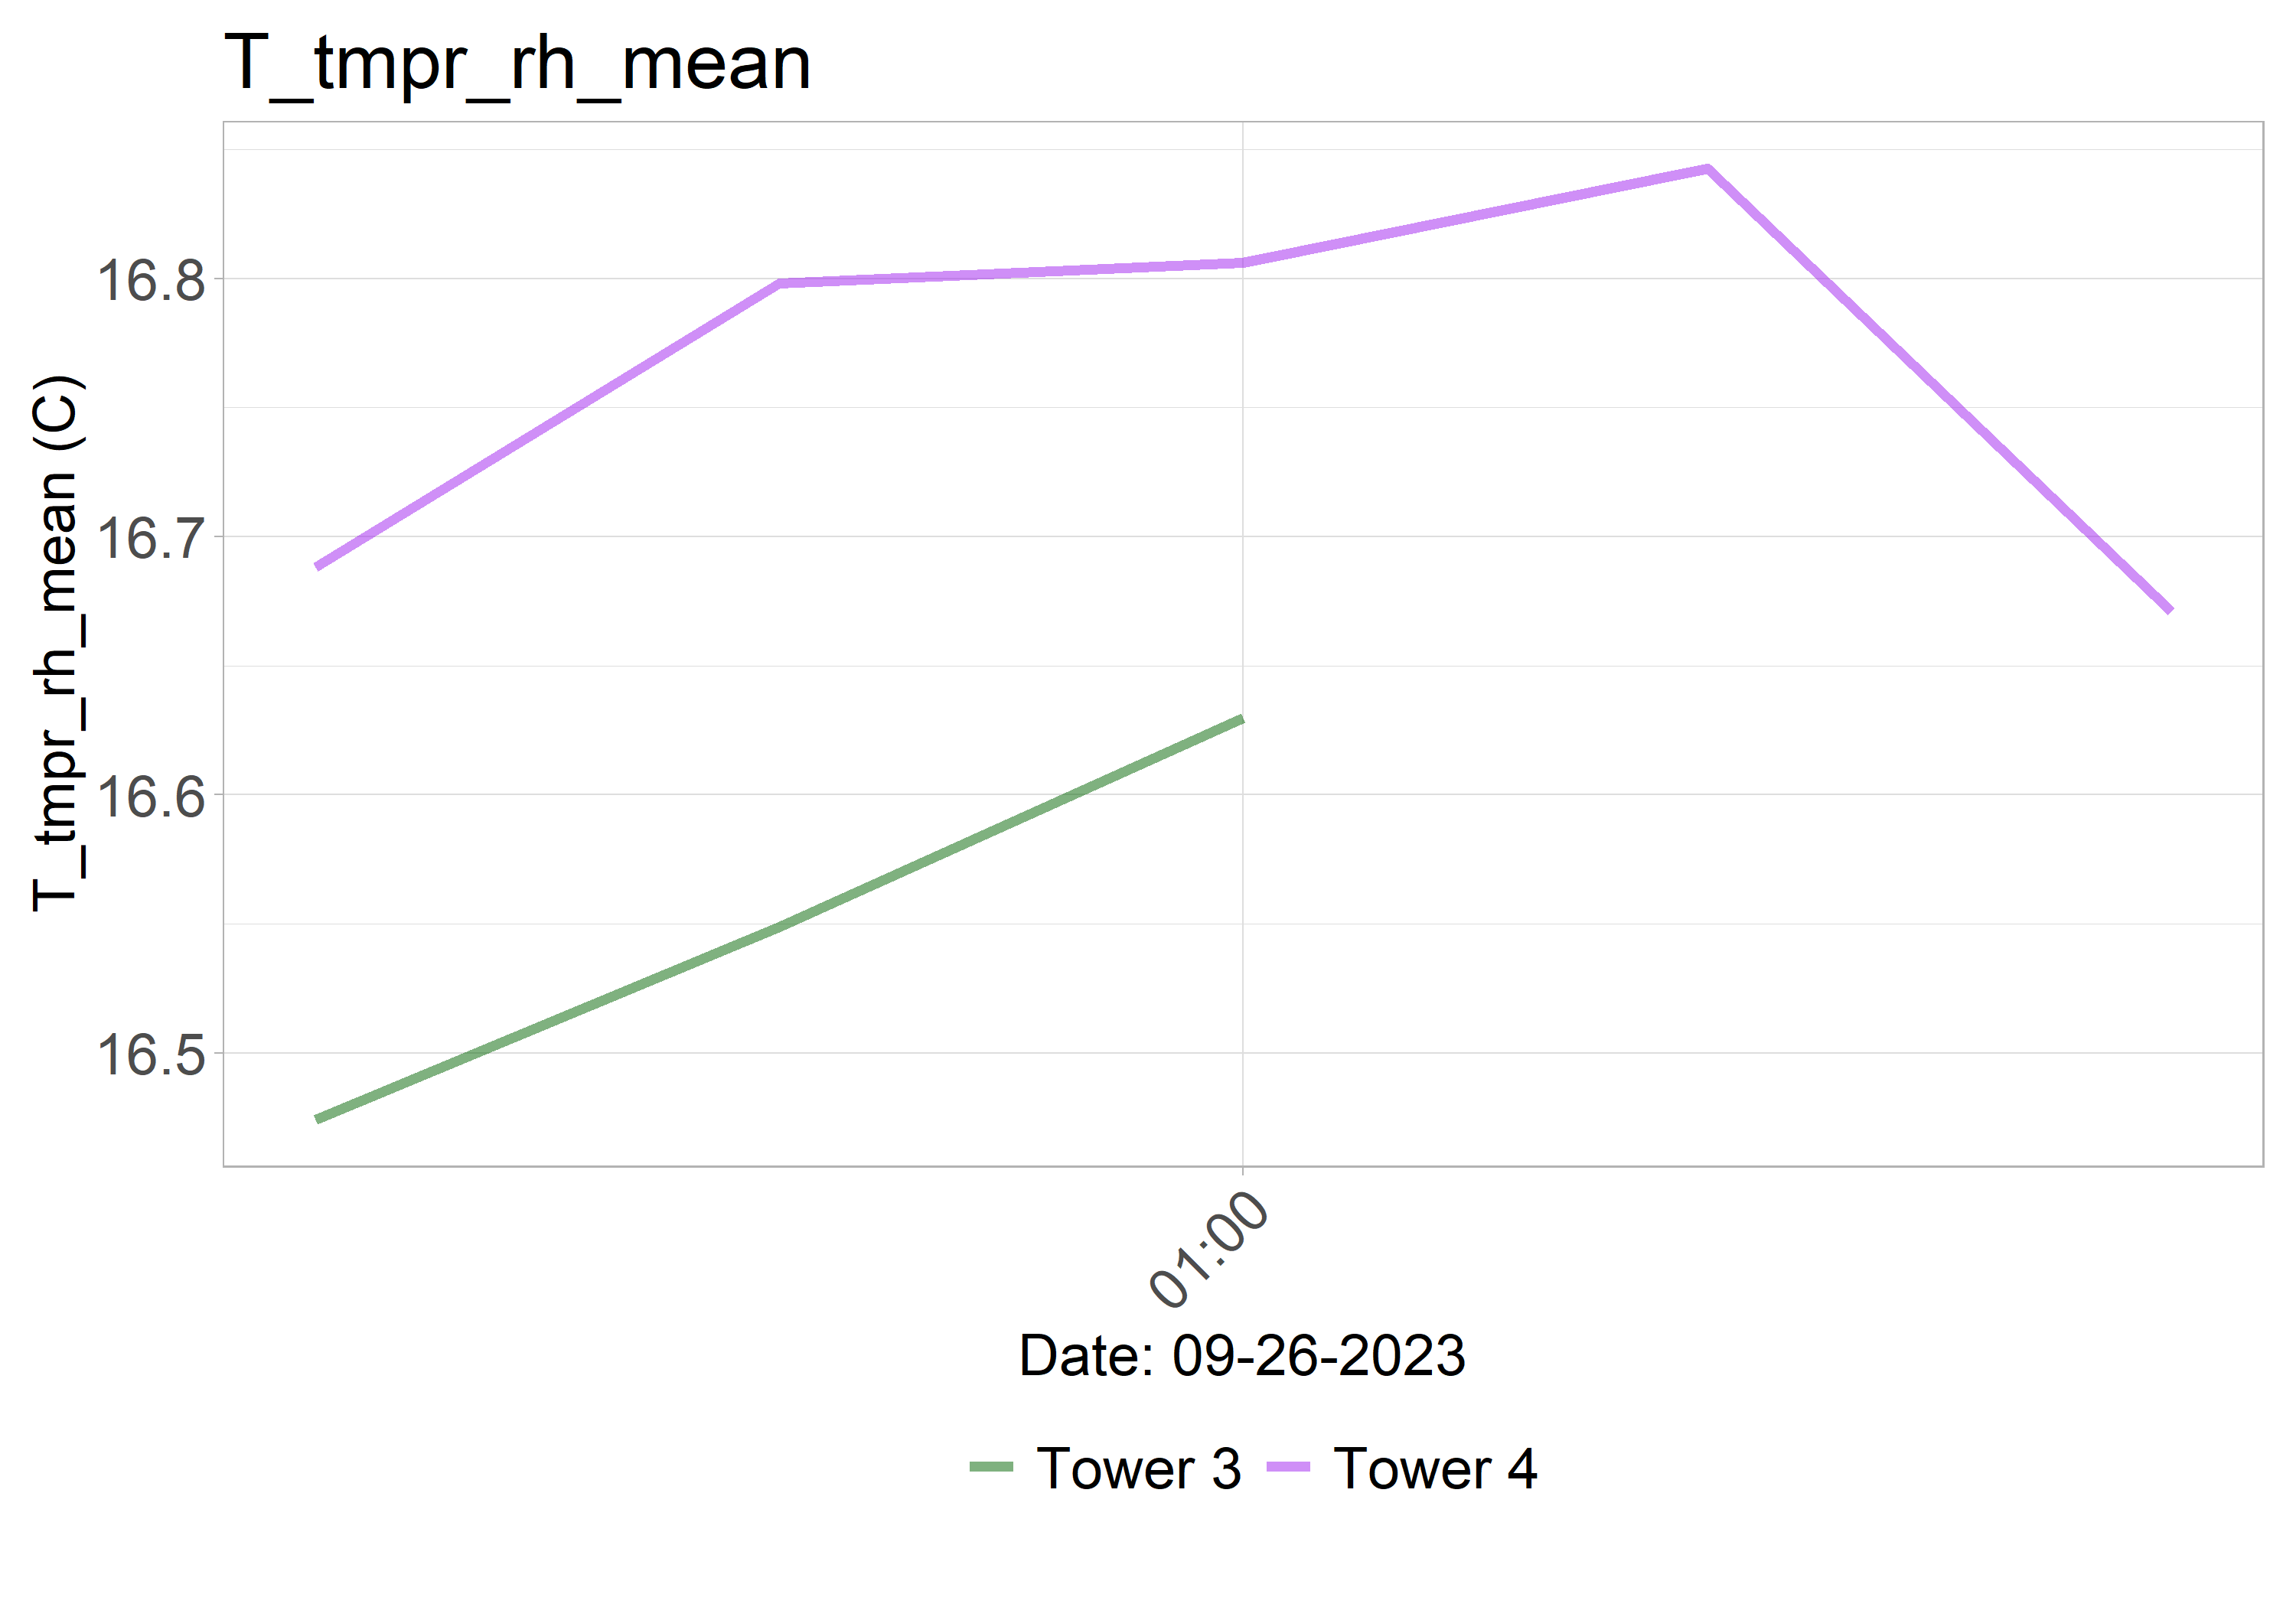 T_tmpr_rh_mean
T_tmpr_rh_mean (C)
16.8
16.7
16.6
16.5
01:00
Date: 09-26-2023
Tower 3 Tower 4